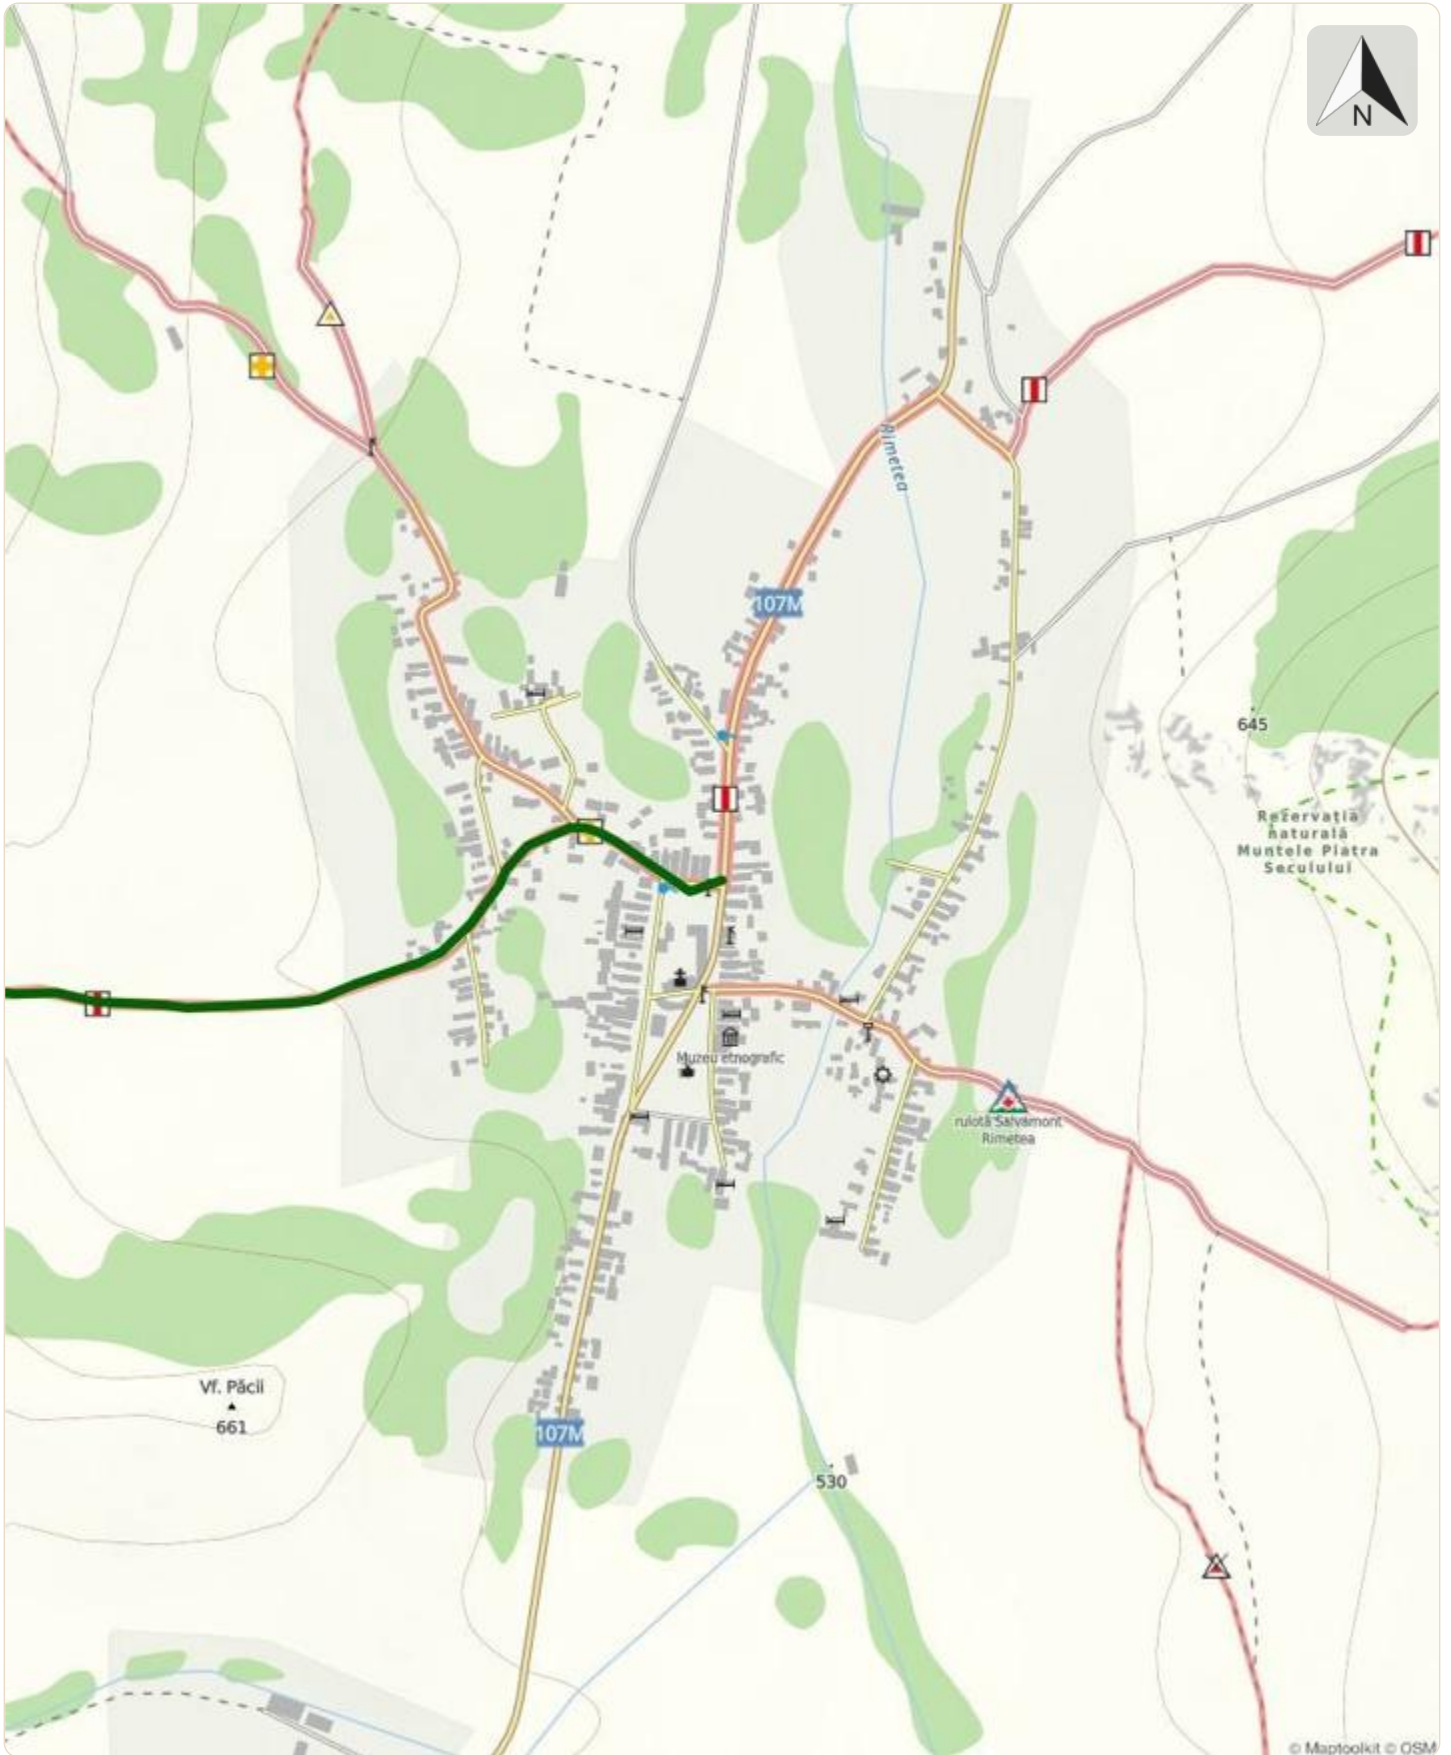 N
Rimetea
107M
645
Rezervația
naturală
Muntele Piatra
Secuiului
Muzeu etnografic
rulotă Salvamont
Rimetea
Vf. Păcii
661
107M
530
© Maptoolkit © OSM